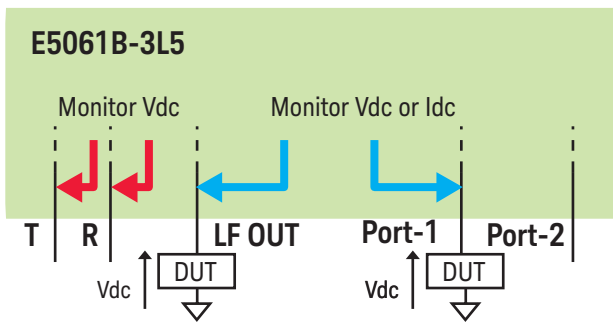 E5061B-3L5
Monitor Vdc
Monitor Vdc or Idc
T
R
LF OUT
Port-1
Port-2
Vdc
DUT
Vdc
DUT